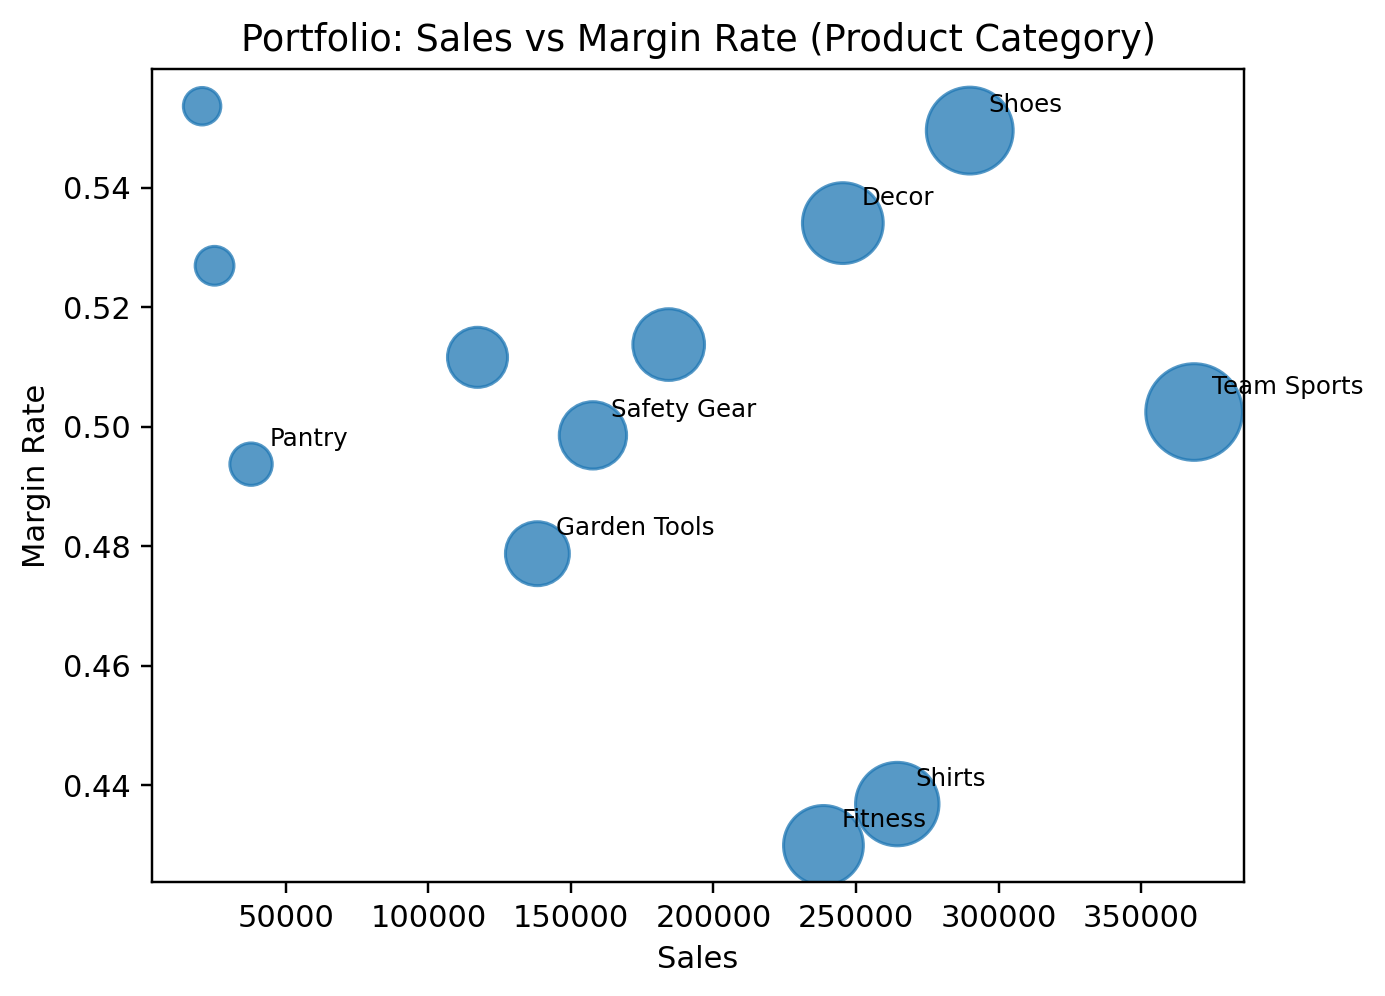 Portfolio: Sales vs Margin Rate (Product Category)
Shoes
Decor
Team Sports
Safety Gear
Pantry
Garden Tools
Shirts
Fitness
0.54
0.52
0.50
0.48
0.46
0.44
Margin Rate
50000 100000 150000 200000 250000 300000 350000
Sales